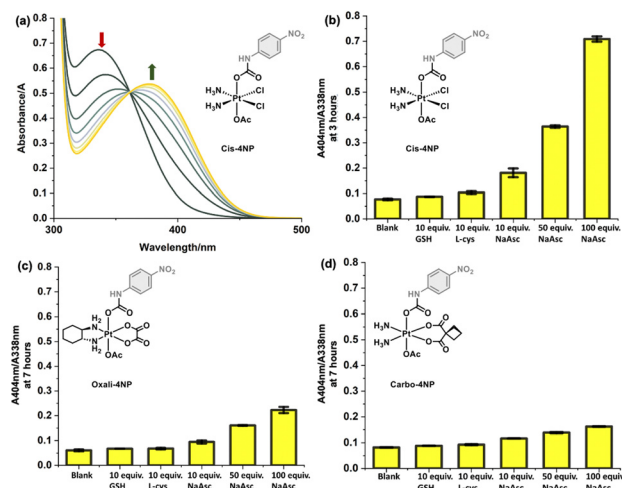 (a)
Absorbance/A
0.8
0.7
0.6
0.5
0.4
0.3
0.2
0.1
0.0
300
400
500
Wavelength/nm
NO2
HN
O
O
H3N
Cl
Pt
H3N
Cl
OAc
Cis-4NP
(b)
A404nm/A338nm
at 3 hours
0.8
0.7
0.6
0.5
0.4
0.3
0.2
0.1
0.0
NO2
HN
O
O
H3N
Cl
Pt
H3N
Cl
OAc
Cis-4NP
Blank 10 equiv. 10 equiv. 10 equiv. 50 equiv. 100 equiv.
GSH L-cys NaAsc NaAsc NaAsc
(c)
A404nm/A338nm
at 7 hours
0.8
0.7
0.6
0.5
0.4
0.3
0.2
0.1
0.0
NO2
HN
O
O
H2
N
O
O
Pt
N
H2
O
O
OAc
Oxali-4NP
Blank 10 equiv. 10 equiv. 10 equiv. 50 equiv. 100 equiv.
GSH L-cys NaAsc NaAsc NaAsc
(d)
A404nm/A338nm
at 7 hours
0.8
0.7
0.6
0.5
0.4
0.3
0.2
0.1
0.0
NO2
HN
O
O
O
H3N
O
Pt
H3N
O
OAc
O
Carbo-4NP
Blank 10 equiv. 10 equiv. 10 equiv. 50 equiv. 100 equiv.
GSH L-cys NaAsc NaAsc NaAsc